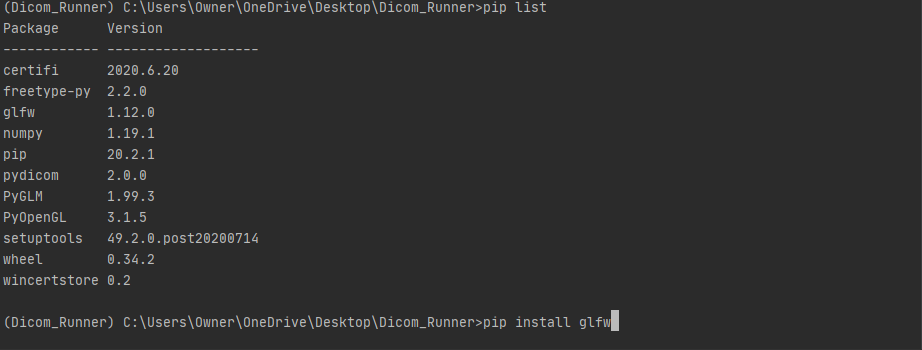 (Dicom_Runner) C:\Users\Owner\OneDrive\Desktop\Dicom_Runner>pip list
Package      Version
------------ -------------------
certifi      2020.6.20
freetype-py  2.2.0
glfw         1.12.0
numpy        1.19.1
pip          20.2.1
pydicom      2.0.0
PyGLM        1.99.3
PyOpenGL     3.1.5
setuptools   49.2.0.post20200714
wheel        0.34.2
wincertstore 0.2
(Dicom_Runner) C:\Users\Owner\OneDrive\Desktop\Dicom_Runner>pip install glfw